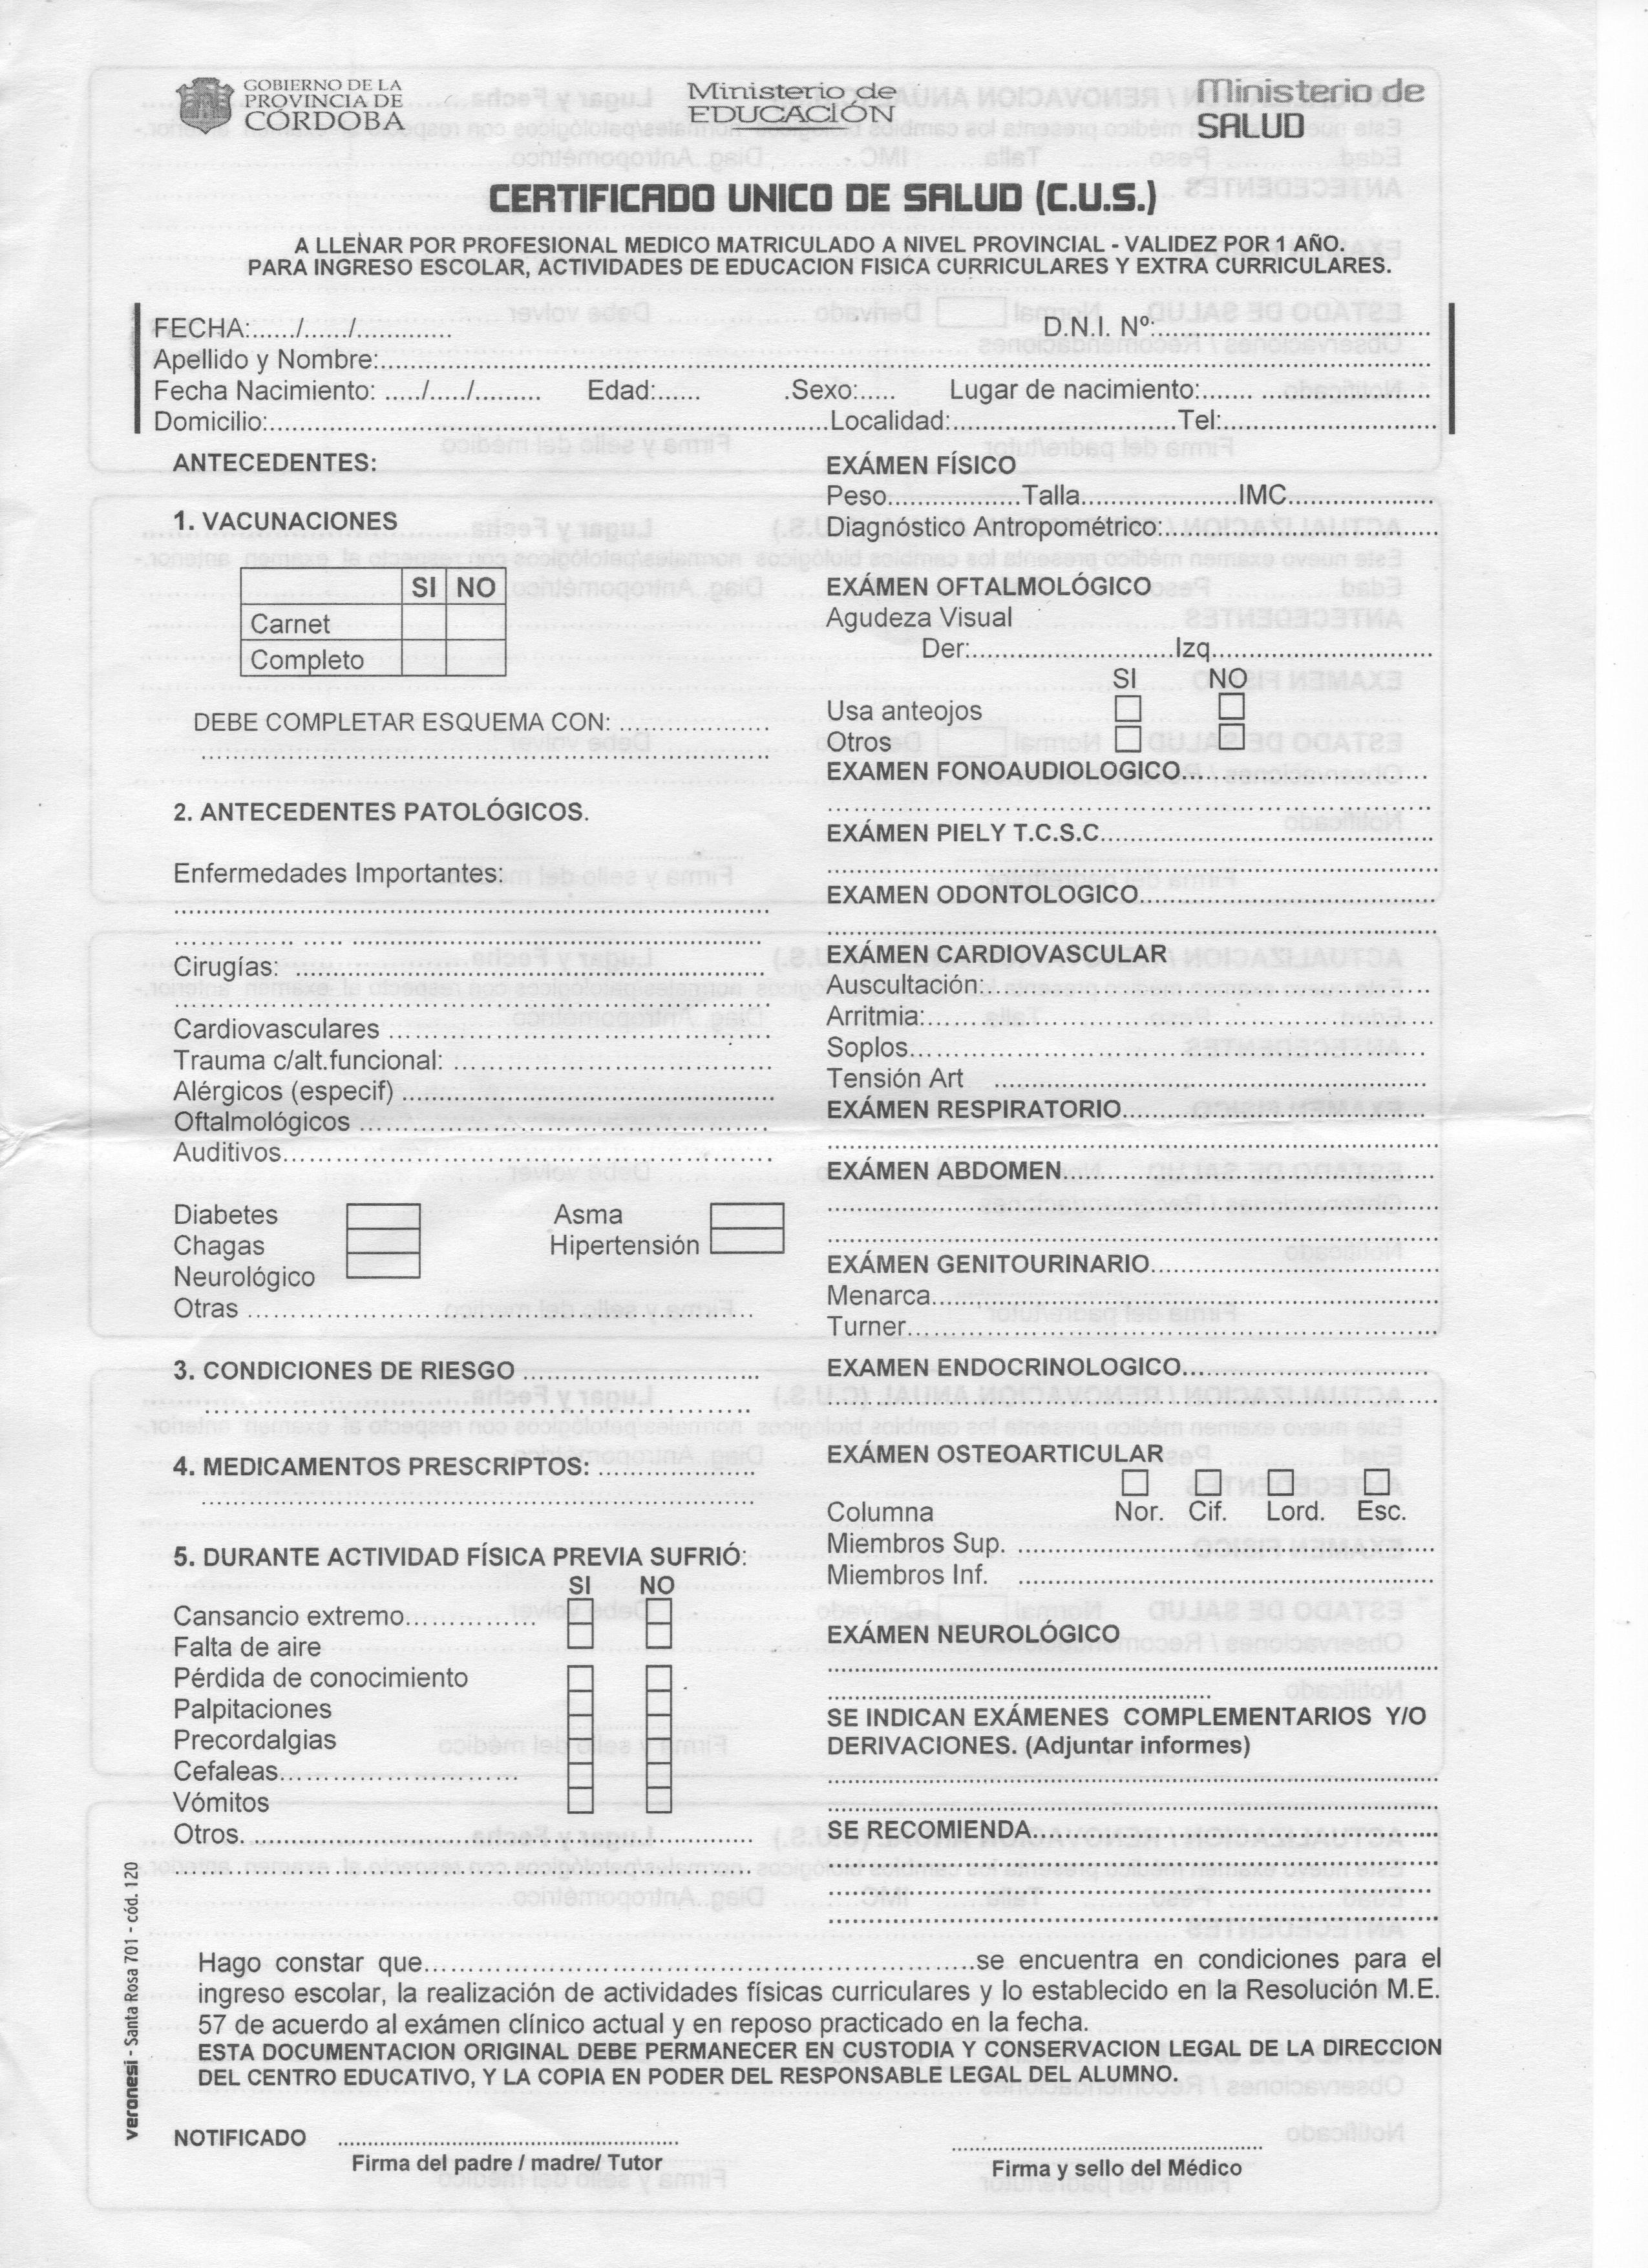 GOBIERNO DE LA
PROVINCIA DE
CÓRDOBA
Ministerio de
EDUCACIÓN
Ministerio de
SALUD
CERTIFICADO UNICO DE SALUD (C.U.S.)
A LLENAR POR PROFESIONAL MEDICO MATRICULADO A NIVEL PROVINCIAL - VALIDEZ POR 1 AÑO.
PARA INGRESO ESCOLAR, ACTIVIDADES DE EDUCACION FISICA CURRICULARES Y EXTRA CURRICULARES.
FECHA:....../...../............ D.N.I. Nº:....................
Apellido y Nombre:....................
Fecha Nacimiento: ...../...../......... Edad:...... .Sexo:..... Lugar de nacimiento:....................
Domicilio:....................Localidad:....................Tel:....................
ANTECEDENTES:
1. VACUNACIONES
SI NO
Carnet
Completo
DEBE COMPLETAR ESQUEMA CON: ....................
2. ANTECEDENTES PATOLÓGICOS.
Enfermedades Importantes:
Cirugías: ....................
Cardiovasculares ....................
Trauma c/alt.funcional: ....................
Alérgicos (especif) ....................
Oftalmológicos ....................
Auditivos....................
Diabetes Asma
Chagas Hipertensión
Neurológico
Otras ....................
3. CONDICIONES DE RIESGO ....................
4. MEDICAMENTOS PRESCRIPTOS: ....................
5. DURANTE ACTIVIDAD FÍSICA PREVIA SUFRIÓ:
SI NO
Cansancio extremo...............
Falta de aire
Pérdida de conocimiento
Palpitaciones
Precordalgias
Cefaleas....................
Vómitos
Otros. ....................
EXÁMEN FÍSICO
Peso..................Talla.....................IMC....................
Diagnóstico Antropométrico:....................
EXÁMEN OFTALMOLÓGICO
Agudeza Visual
Der:....................Izq....................
SI NO
Usa anteojos
Otros
EXAMEN FONOAUDIOLOGICO....................
EXÁMEN PIELY T.C.S.C....................
EXAMEN ODONTOLOGICO....................
EXÁMEN CARDIOVASCULAR
Auscultación:....................
Arritmia:....................
Soplos....................
Tensión Art ....................
EXÁMEN RESPIRATORIO....................
EXÁMEN ABDOMEN....................
EXÁMEN GENITOURINARIO....................
Menarca....................
Turner....................
EXAMEN ENDOCRINOLOGICO....................
EXÁMEN OSTEOARTICULAR
Columna Nor. Cif. Lord. Esc.
Miembros Sup. ....................
Miembros Inf. ....................
EXÁMEN NEUROLÓGICO
SE INDICAN EXÁMENES COMPLEMENTARIOS Y/O
DERIVACIONES. (Adjuntar informes)
SE RECOMIENDA....................
Hago constar que....................se encuentra en condiciones para el
ingreso escolar, la realización de actividades físicas curriculares y lo establecido en la Resolución M.E.
57 de acuerdo al exámen clínico actual y en reposo practicado en la fecha.
ESTA DOCUMENTACION ORIGINAL DEBE PERMANECER EN CUSTODIA Y CONSERVACION LEGAL DE LA DIRECCION
DEL CENTRO EDUCATIVO, Y LA COPIA EN PODER DEL RESPONSABLE LEGAL DEL ALUMNO.
NOTIFICADO ....................
Firma del padre / madre/ Tutor
Firma y sello del Médico
veronesi - Santa Rosa 701 - cód. 120